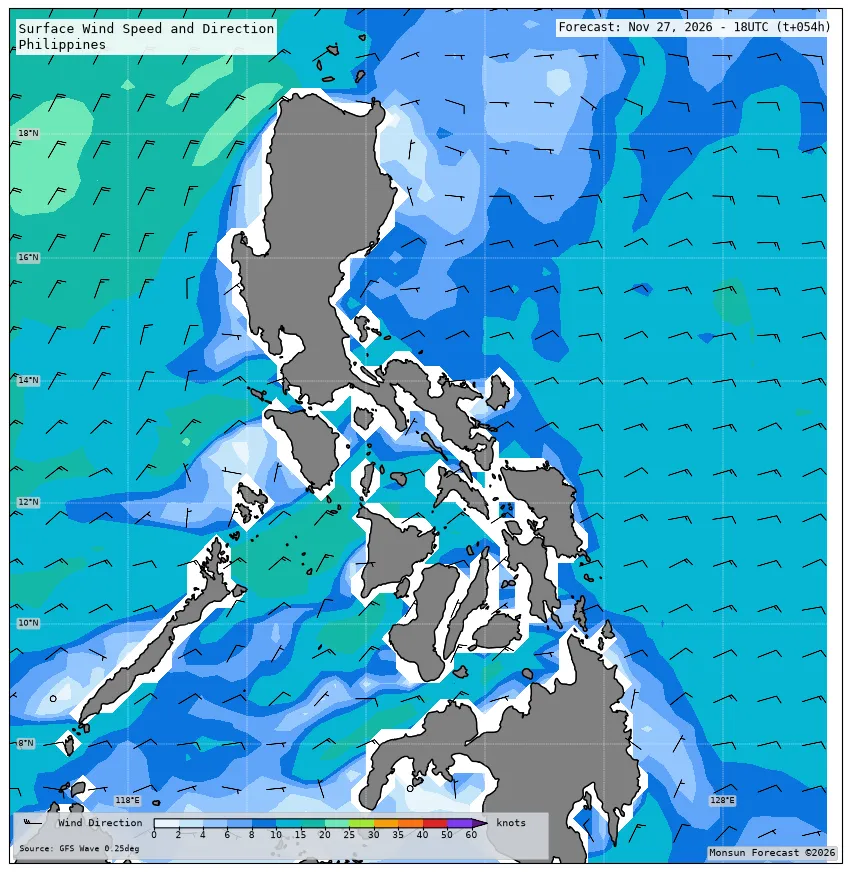 Surface Wind Speed and Direction
Philippines
Forecast: Nov 27, 2026 - 18UTC (t+054h)
18°N
16°N
14°N
12°N
10°N
8°N
118°E
128°E
Wind Direction
knots
0 2 4 6 8 10 15 20 25 30 35 40 50 60
Source: GFS Wave 0.25deg
Monsun Forecast ©2026